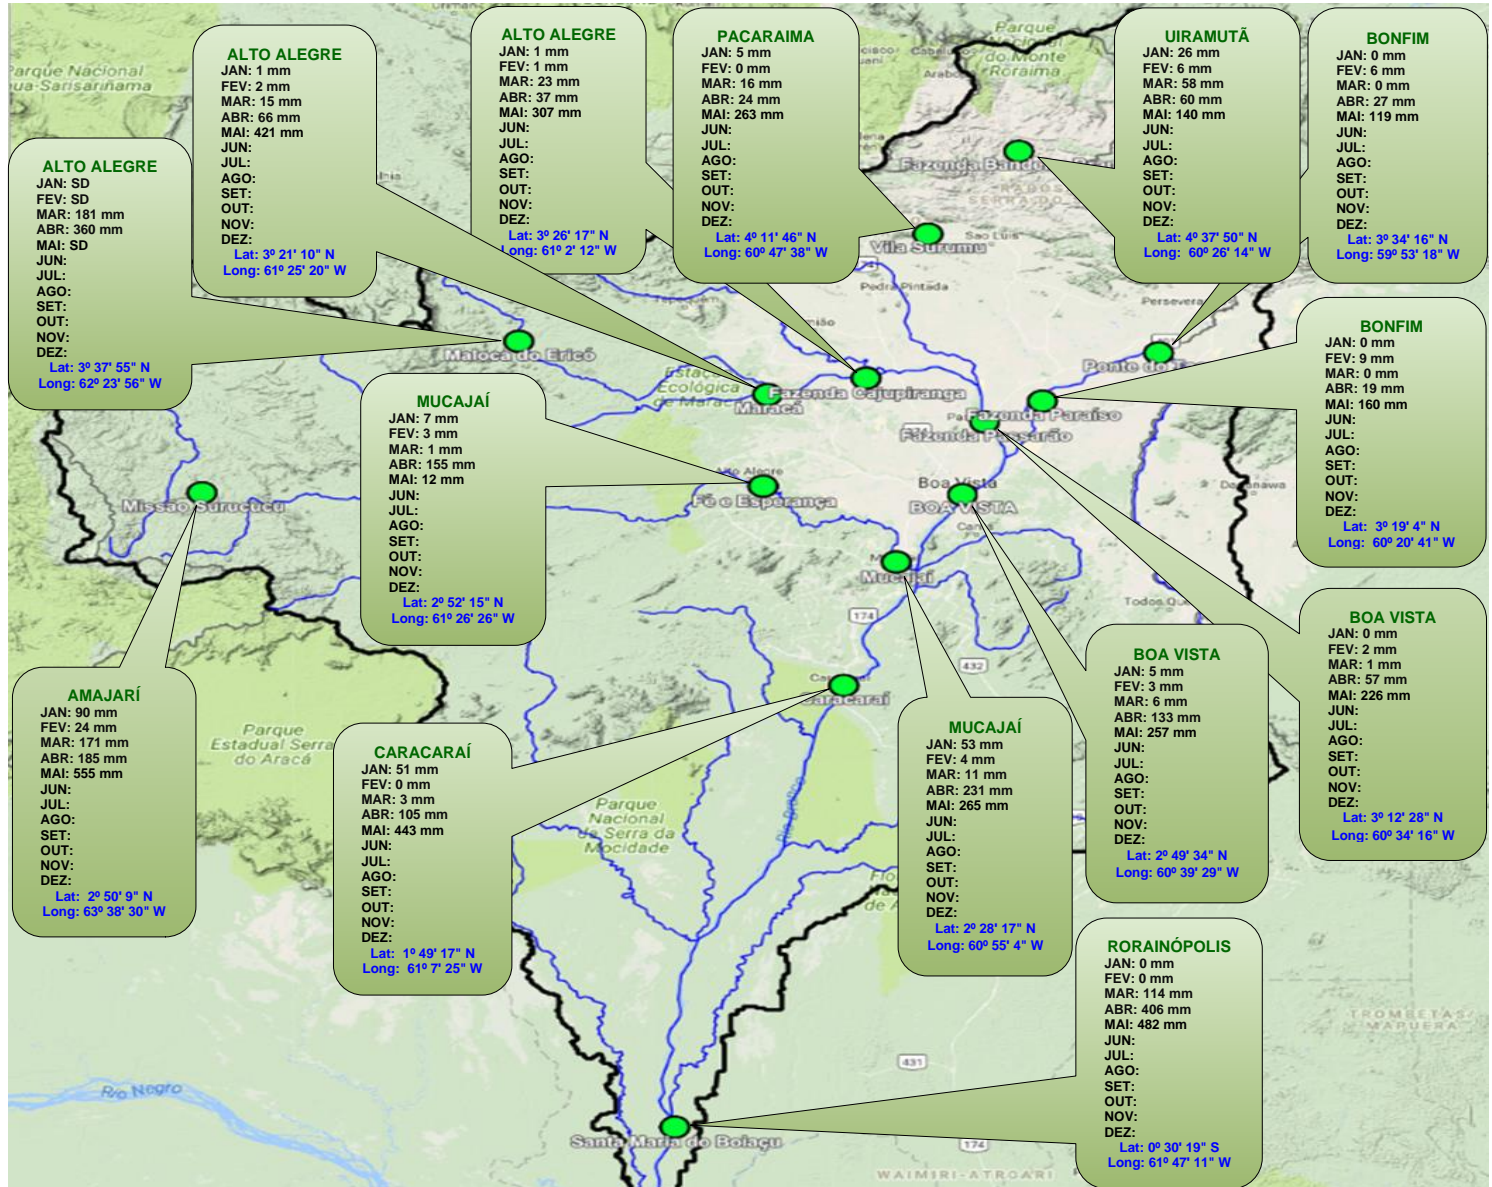 ALTO ALEGRE
JAN: SD
FEV: SD
MAR: 181 mm
ABR: 360 mm
MAI: SD
JUN:
JUL:
AGO:
SET:
OUT:
NOV:
DEZ:
Lat: 3º 37' 55" N
Long: 62º 23' 56" W
ALTO ALEGRE
JAN: 1 mm
FEV: 2 mm
MAR: 15 mm
ABR: 66 mm
MAI: 421 mm
JUN:
JUL:
AGO:
SET:
OUT:
NOV:
DEZ:
Lat: 3º 21' 10" N
Long: 61º 25' 20" W
ALTO ALEGRE
JAN: 1 mm
FEV: 1 mm
MAR: 23 mm
ABR: 37 mm
MAI: 307 mm
JUN:
JUL:
AGO:
SET:
OUT:
NOV:
DEZ:
Lat: 3º 26' 17" N
Long: 61º 2' 12" W
PACARAIMA
JAN: 5 mm
FEV: 0 mm
MAR: 16 mm
ABR: 24 mm
MAI: 263 mm
JUN:
JUL:
AGO:
SET:
OUT:
NOV:
DEZ:
Lat: 4º 11' 46" N
Long: 60º 47' 38" W
UIRAMUTÃ
JAN: 26 mm
FEV: 6 mm
MAR: 58 mm
ABR: 60 mm
MAI: 140 mm
JUN:
JUL:
AGO:
SET:
OUT:
NOV:
DEZ:
Lat: 4º 37' 50" N
Long: 60º 26' 14" W
BONFIM
JAN: 0 mm
FEV: 6 mm
MAR: 0 mm
ABR: 27 mm
MAI: 119 mm
JUN:
JUL:
AGO:
SET:
OUT:
NOV:
DEZ:
Lat: 3º 34' 16" N
Long: 59º 53' 18" W
BONFIM
JAN: 0 mm
FEV: 9 mm
MAR: 0 mm
ABR: 19 mm
MAI: 160 mm
JUN:
JUL:
AGO:
SET:
OUT:
NOV:
DEZ:
Lat: 3º 19' 4" N
Long: 60º 20' 41" W
MUCAJAÍ
JAN: 7 mm
FEV: 3 mm
MAR: 1 mm
ABR: 155 mm
MAI: 12 mm
JUN:
JUL:
AGO:
SET:
OUT:
NOV:
DEZ:
Lat: 2º 52' 15" N
Long: 61º 26' 26" W
AMAJARÍ
JAN: 90 mm
FEV: 24 mm
MAR: 171 mm
ABR: 185 mm
MAI: 555 mm
JUN:
JUL:
AGO:
SET:
OUT:
NOV:
DEZ:
Lat: 2º 50' 9" N
Long: 63º 38' 30" W
CARACARAÍ
JAN: 51 mm
FEV: 0 mm
MAR: 3 mm
ABR: 105 mm
MAI: 443 mm
JUN:
JUL:
AGO:
SET:
OUT:
NOV:
DEZ:
Lat: 1º 49' 17" N
Long: 61º 7' 25" W
MUCAJAÍ
JAN: 53 mm
FEV: 4 mm
MAR: 11 mm
ABR: 231 mm
MAI: 265 mm
JUN:
JUL:
AGO:
SET:
OUT:
NOV:
DEZ:
Lat: 2º 28' 17" N
Long: 60º 55' 4" W
BOA VISTA
JAN: 5 mm
FEV: 3 mm
MAR: 6 mm
ABR: 133 mm
MAI: 257 mm
JUN:
JUL:
AGO:
SET:
OUT:
NOV:
DEZ:
Lat: 2º 49' 34" N
Long: 60º 39' 29" W
BOA VISTA
JAN: 0 mm
FEV: 2 mm
MAR: 1 mm
ABR: 57 mm
MAI: 226 mm
JUN:
JUL:
AGO:
SET:
OUT:
NOV:
DEZ:
Lat: 3º 12' 28" N
Long: 60º 34' 16" W
RORAINÓPOLIS
JAN: 0 mm
FEV: 0 mm
MAR: 114 mm
ABR: 406 mm
MAI: 482 mm
JUN:
JUL:
AGO:
SET:
OUT:
NOV:
DEZ:
Lat: 0º 30' 19" S
Long: 61º 47' 11" W
Parque Nacional
Parque
do Monte
Roraima
Vila Surumu
Sao Luis
Pedra Pintada
Maloca do Ericó
Estação
Ecológica
de Maracá
Maracá
Fazenda Cajupiranga
Ponte do
Fazenda Paraíso
Fazenda Passarão
Missão Surucucu
Alto Alegre
Fé e Esperança
Boa Vista
BOA VISTA
Mucajaí
174
432
Caracaraí
Parque
Estadual Serra
do Aracá
Parque
Nacional
da Serra da
Mocidade
Rio Branco
Rio Negro
431
174
Santa Maria do Boiaçu
TROMBETAS/
MAPUERA
WAIMIRI-ATROARI